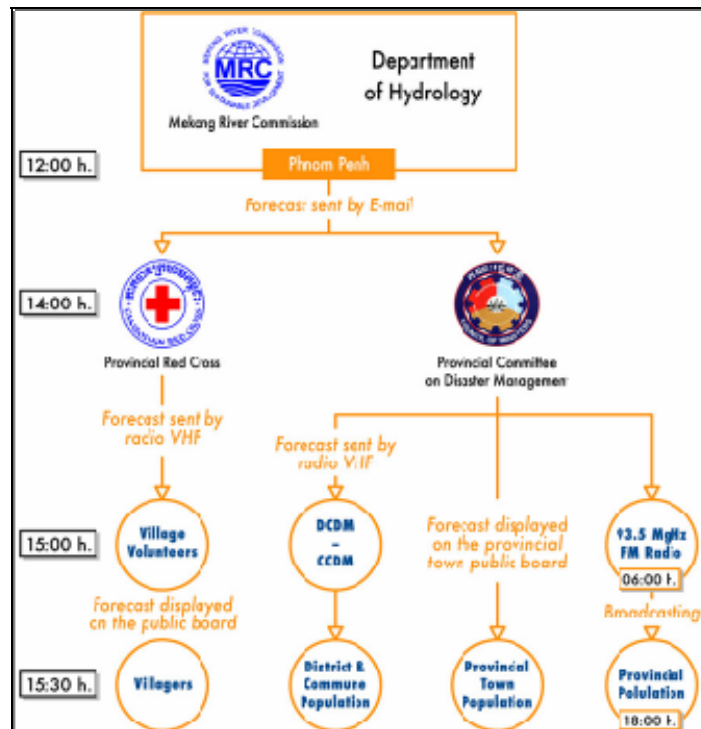 MRC
Mekong River Commission
Department
of Hydrology
12:00 h.
Phnom Penh
Forecast sent by E-mail
14:00 h.
Provincial Red Cross
Provincial Committee
on Disaster Management
Forecast sent by
radio VHF
Forecast sent by
radio VHF
15:00 h.
Village
Volunteers
DCDM
–
CCDM
Forecast displayed
on the provincial
town public board
93.5 MgHz
FM Radio
06:00 h.
Forecast displayed
on the public board
Broadcasting
15:30 h.
Villagers
District &
Commune
Population
Provincial
Town
Population
Provincial
Polulation
18:00 h.